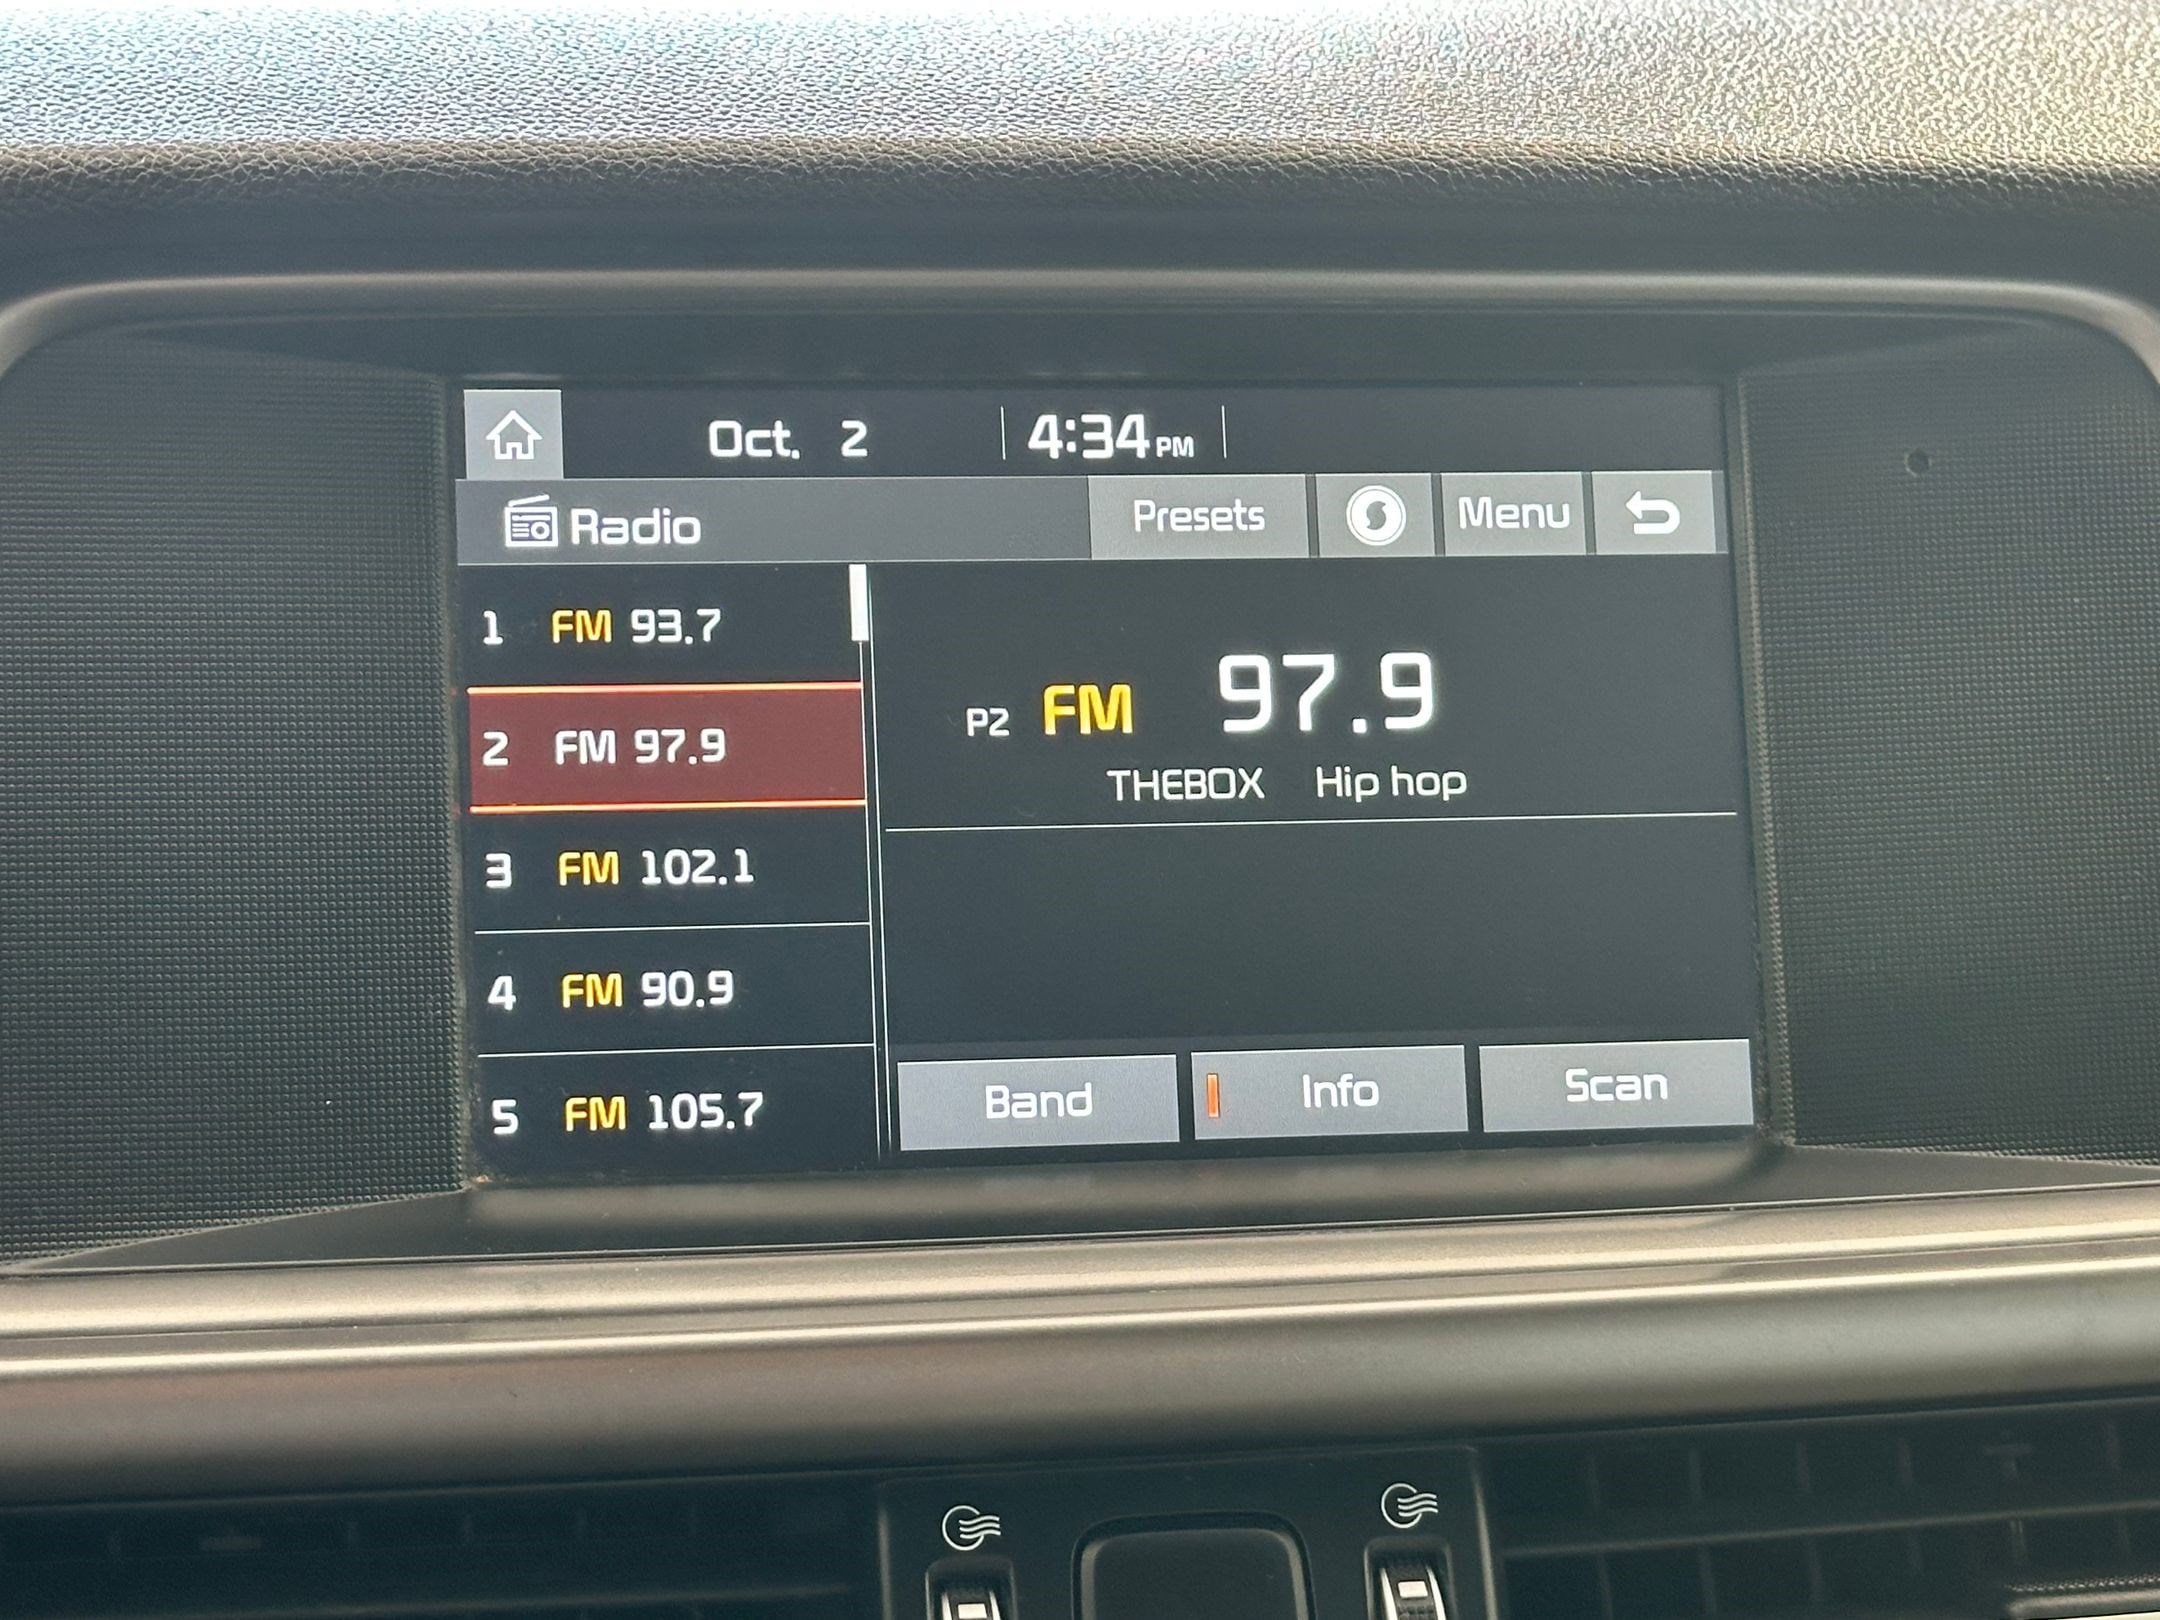 Oct. 2 4:34 PM
Radio Presets Menu
1 FM 93.7
2 FM 97.9
3 FM 102.1
4 FM 90.9
5 FM 105.7
P2 FM 97.9
THEBOX Hip hop
Band Info Scan